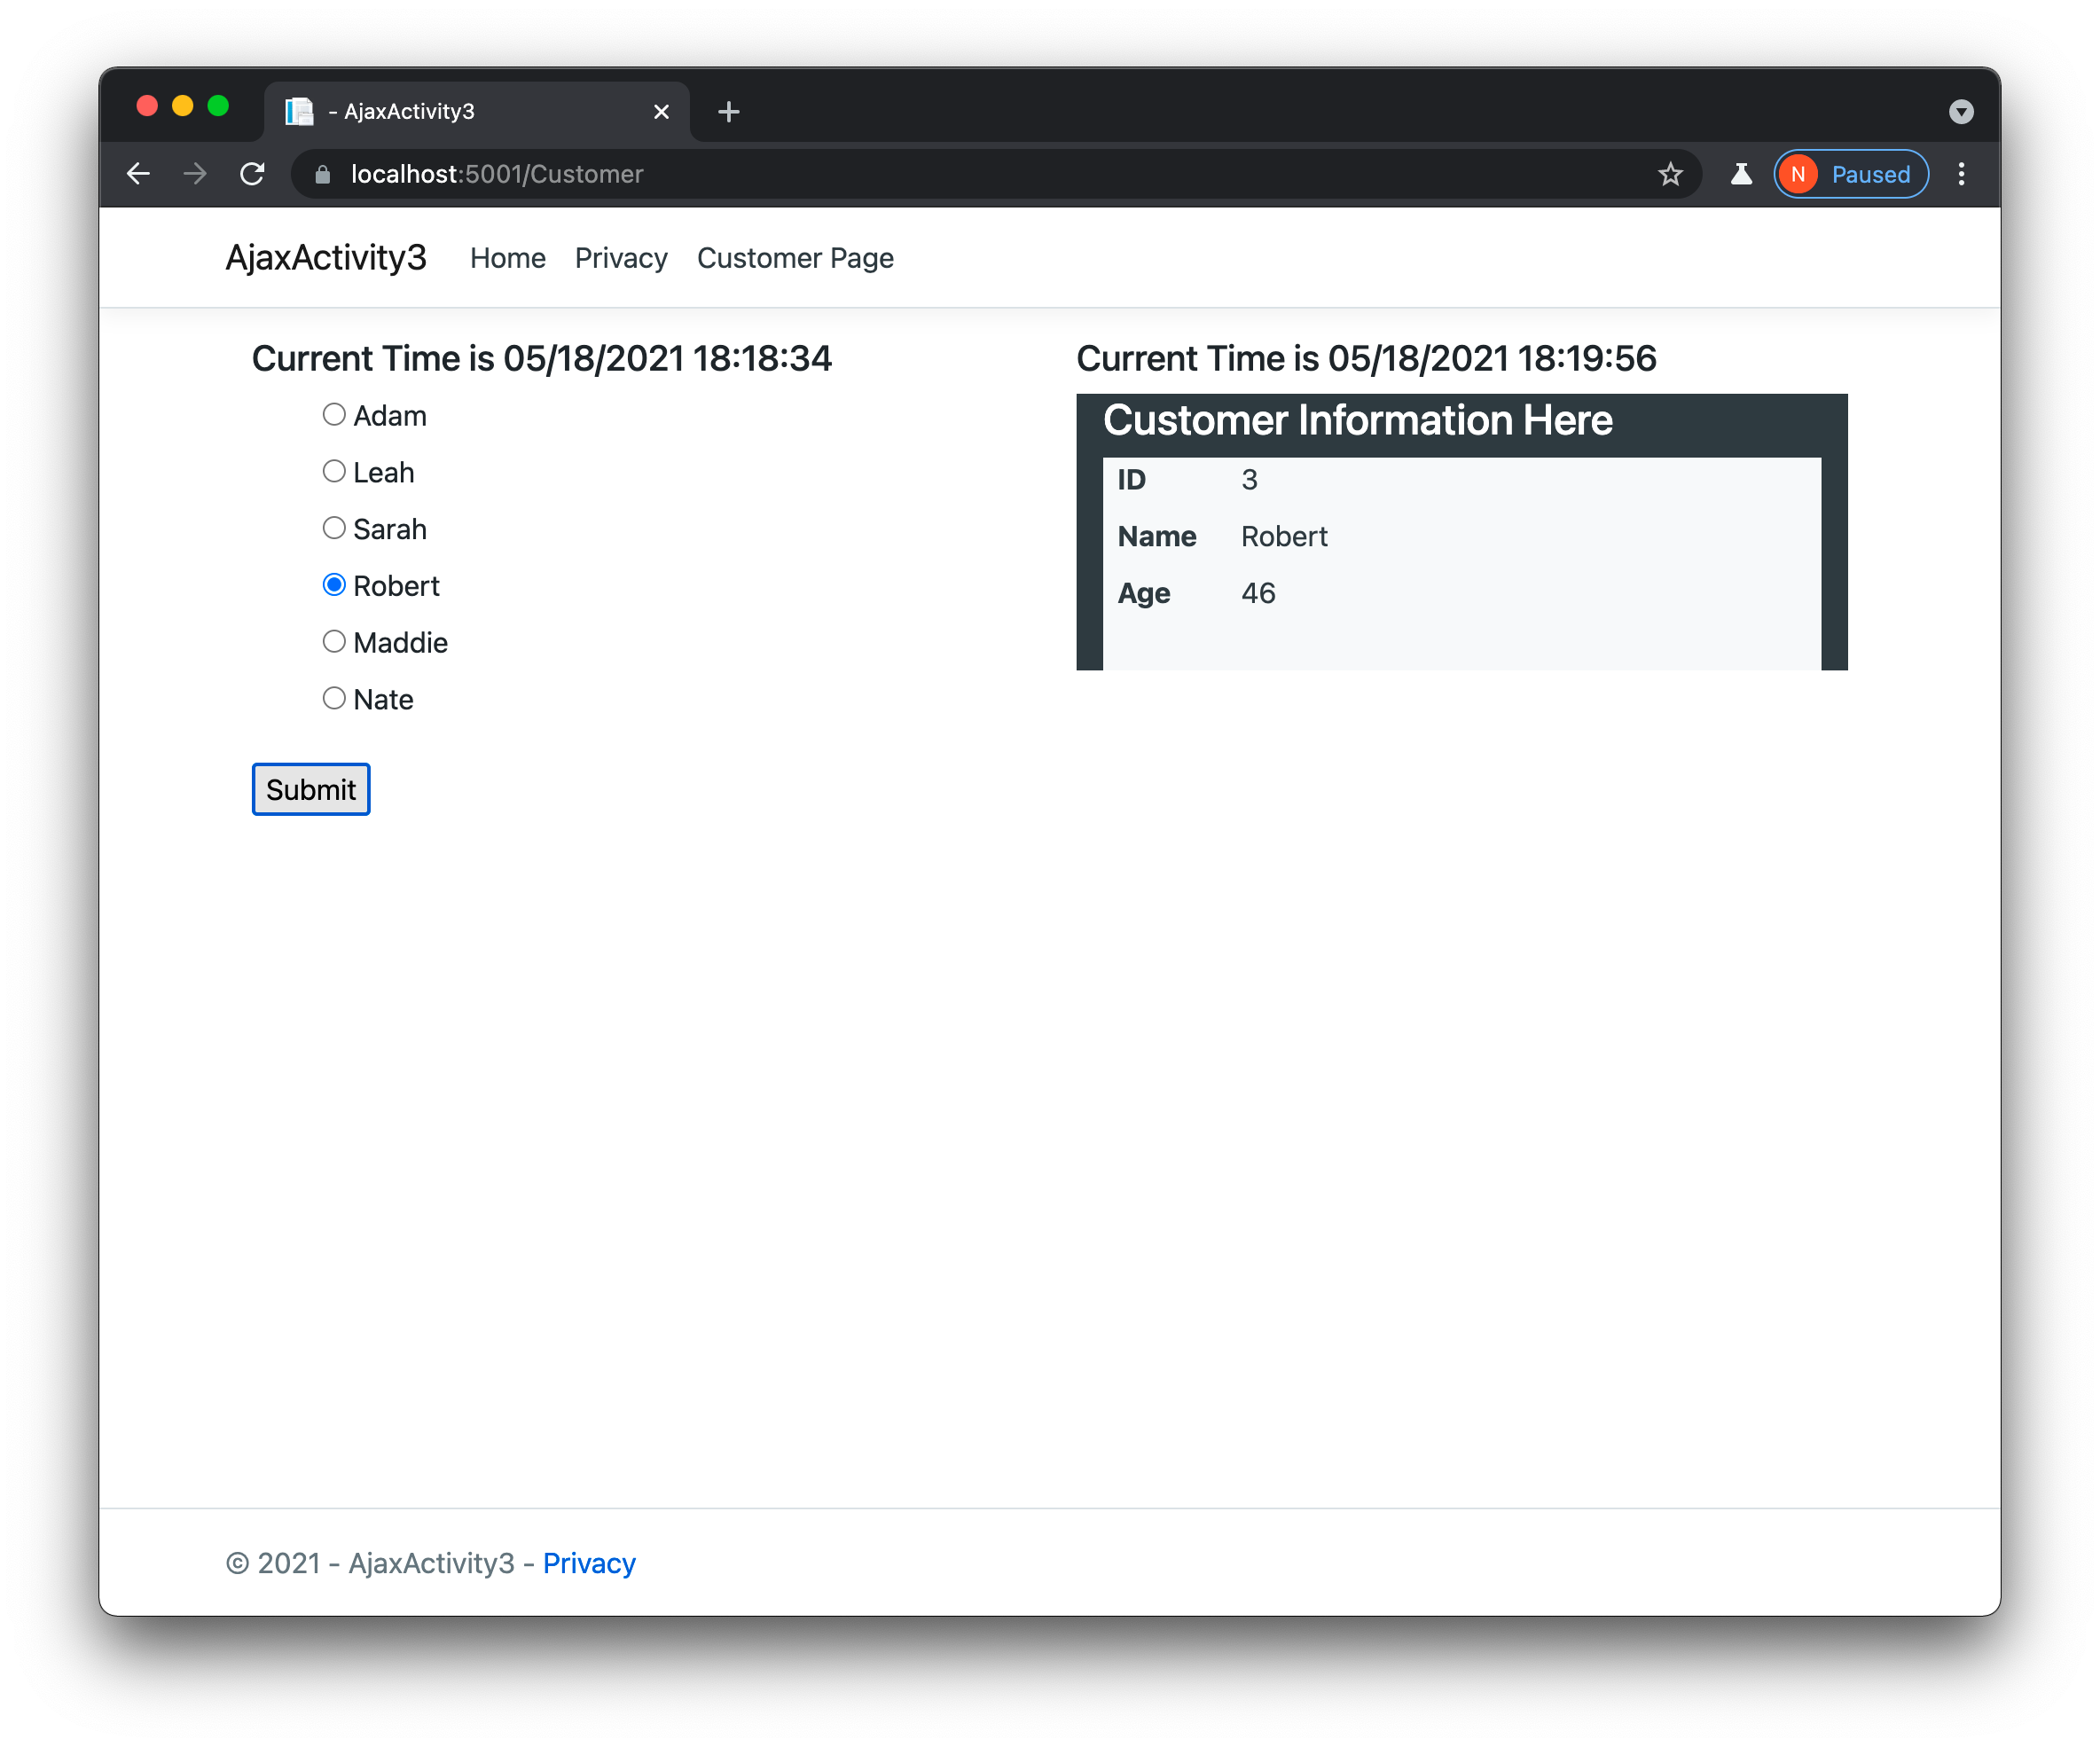 - AjaxActivity3
localhost:5001/Customer
N Paused
AjaxActivity3 Home Privacy Customer Page
Current Time is 05/18/2021 18:18:34
Adam
Leah
Sarah
Robert
Maddie
Nate
Submit
Current Time is 05/18/2021 18:19:56
Customer Information Here
ID 3
Name Robert
Age 46
© 2021 - AjaxActivity3 - Privacy